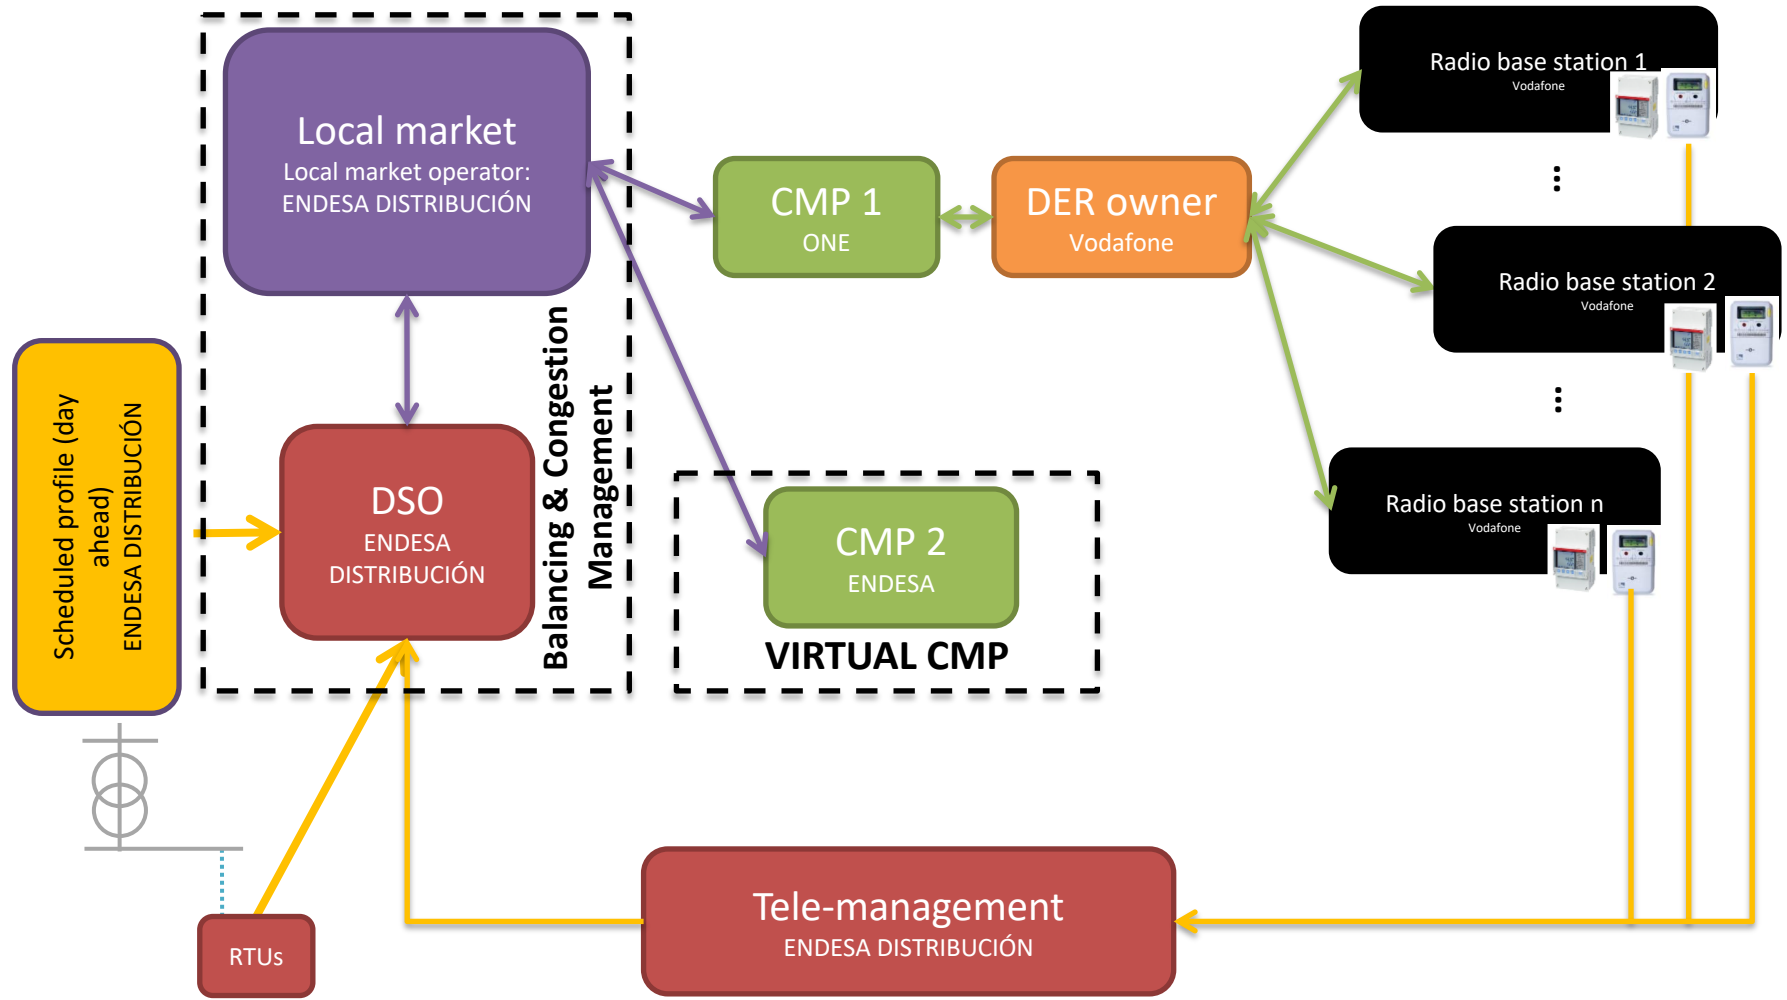 Local market
Local market operator:
ENDESA DISTRIBUCIÓN
Balancing & Congestion
Management
DSO
ENDESA
DISTRIBUCIÓN
Scheduled profile (day
ahead)
ENDESA DISTRIBUCIÓN
RTUs
CMP 1
ONE
DER owner
Vodafone
CMP 2
ENDESA
VIRTUAL CMP
Radio base station 1
Vodafone
...
Radio base station 2
Vodafone
...
Radio base station n
Vodafone
Tele-management
ENDESA DISTRIBUCIÓN